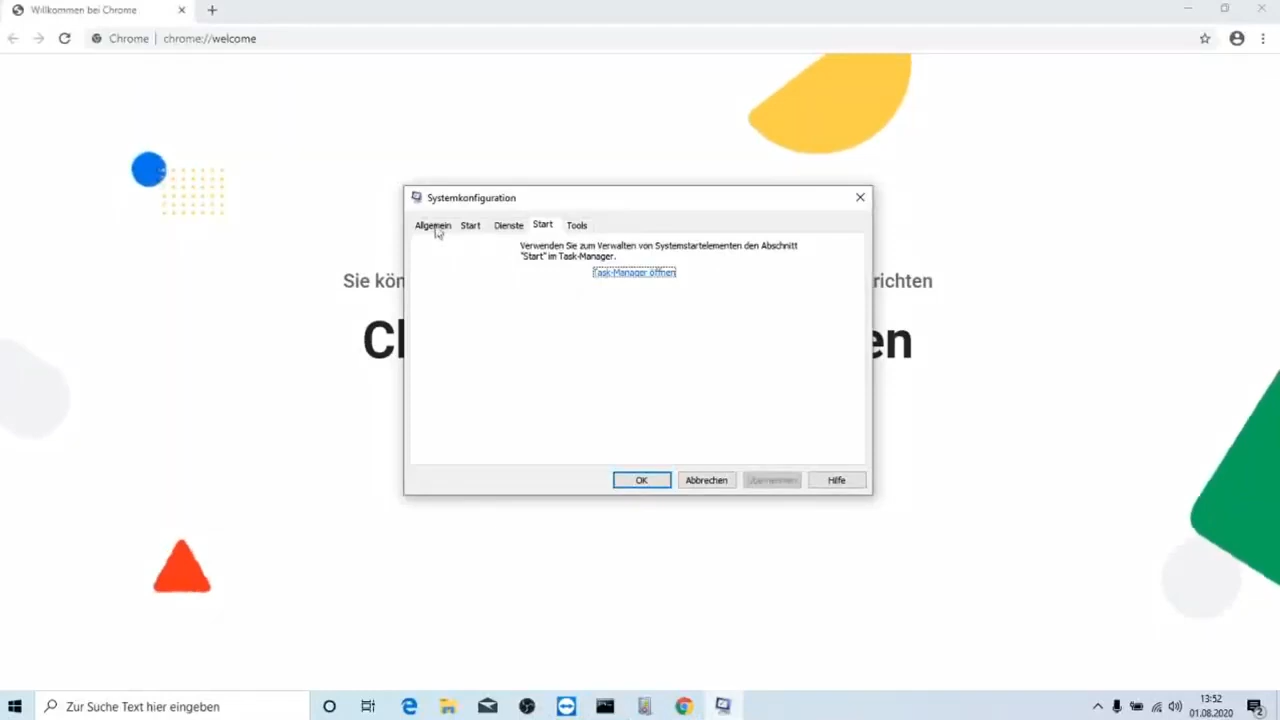 Willkommen bei Chrome
Chrome | chrome://welcome
Sie kön
richten
Cl
en
Systemkonfiguration
Allgemein Start Dienste Start Tools
Verwenden Sie zum Verwalten von Systemstartelementen den Abschnitt
"Start" im Task-Manager.
Task-Manager öffnen
OK Abbrechen Übernehmen Hilfe
Zur Suche Text hier eingeben
13:52
01.08.2020
2